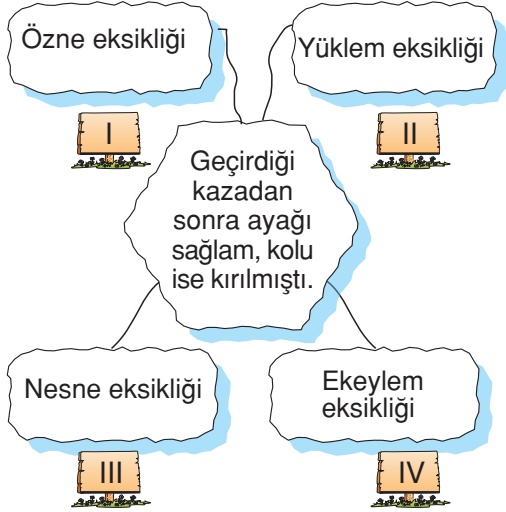 Özne eksikliği
Yüklem eksikliği
I
II
Geçirdiği
kazadan
sonra ayağı
sağlam, kolu
ise kırılmıştı.
Nesne eksikliği
Ekeylem
eksikliği
III
IV